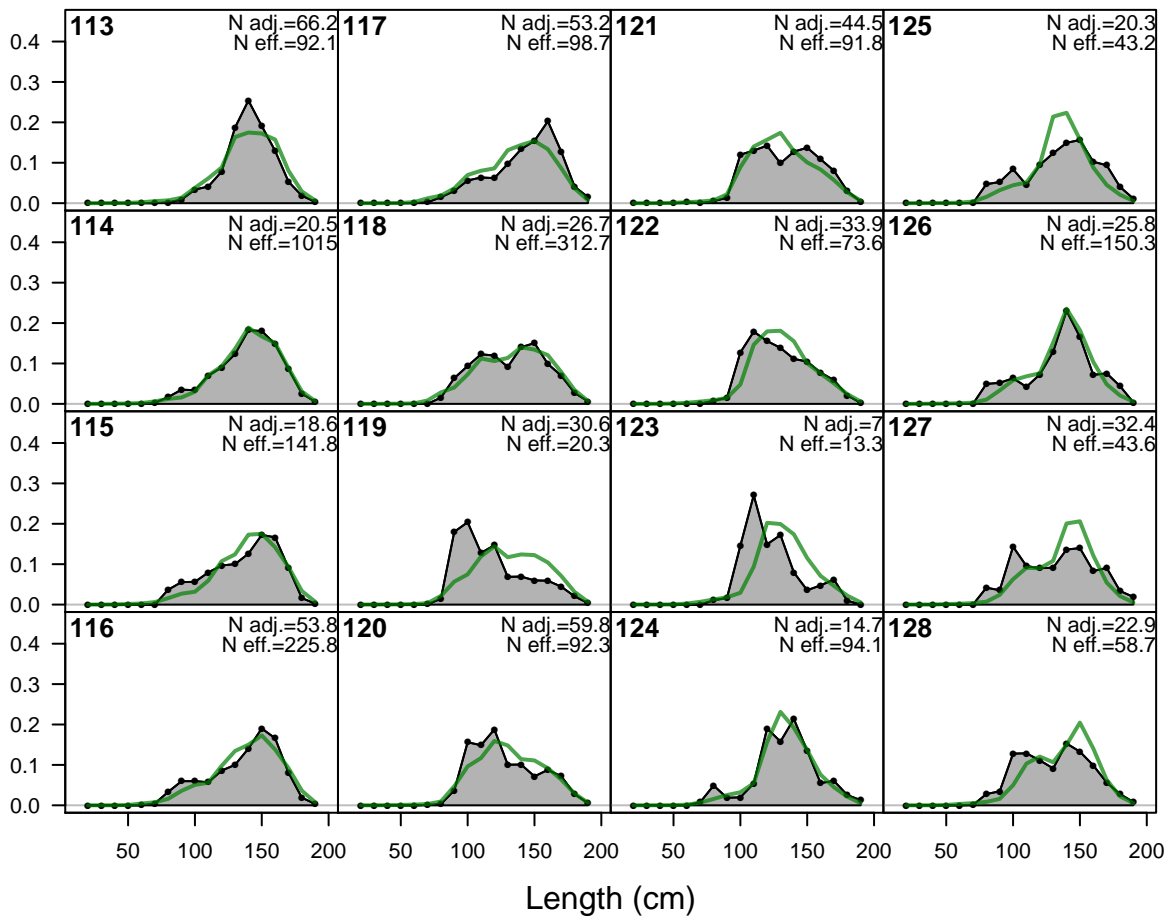 113 N adj.=66.2
N eff.=92.1
117 N adj.=53.2
N eff.=98.7
121 N adj.=44.5
N eff.=91.8
125 N adj.=20.3
N eff.=43.2
0.4
0.3
0.2
0.1
0.0
114 N adj.=20.5
N eff.=1015
118 N adj.=26.7
N eff.=312.7
122 N adj.=33.9
N eff.=73.6
126 N adj.=25.8
N eff.=150.3
0.4
0.3
0.2
0.1
0.0
115 N adj.=18.6
N eff.=141.8
119 N adj.=30.6
N eff.=20.3
123 N adj.=7
N eff.=13.3
127 N adj.=32.4
N eff.=43.6
0.4
0.3
0.2
0.1
0.0
116 N adj.=53.8
N eff.=225.8
120 N adj.=59.8
N eff.=92.3
124 N adj.=14.7
N eff.=94.1
128 N adj.=22.9
N eff.=58.7
0.4
0.3
0.2
0.1
0.0
50 100 150 200 50 100 150 200 50 100 150 200 50 100 150 200
Length (cm)